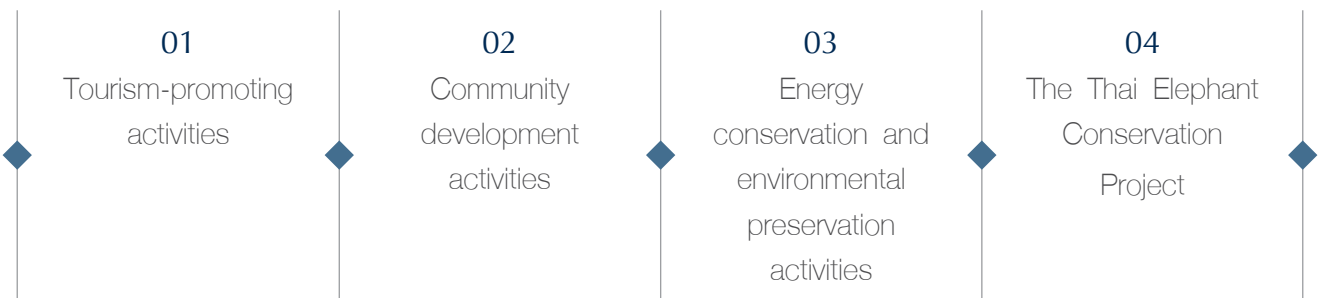 01
Tourism-promoting
activities
02
Community
development
activities
03
Energy
conservation and
environmental
preservation
activities
04
The Thai Elephant
Conservation
Project